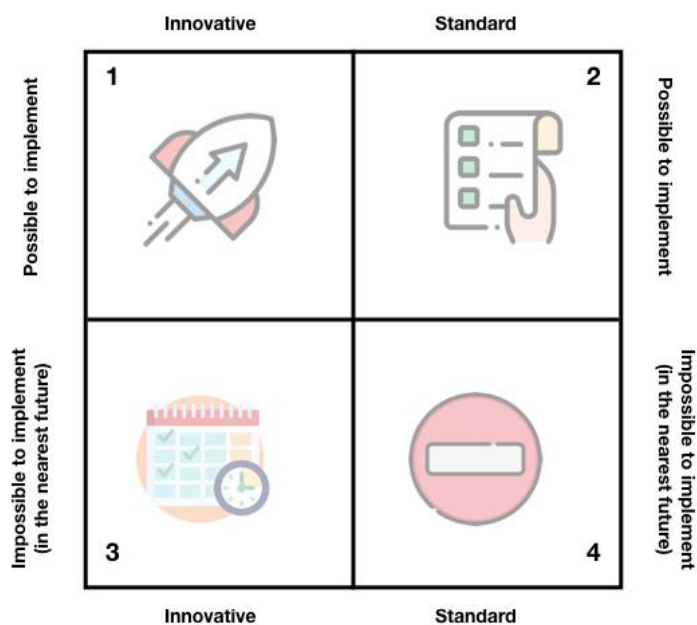 Innovative
Standard
Possible to implement
1
2
Possible to implement
Impossible to implement
(in the nearest future)
3
4
Impossible to implement
(in the nearest future)
Innovative
Standard